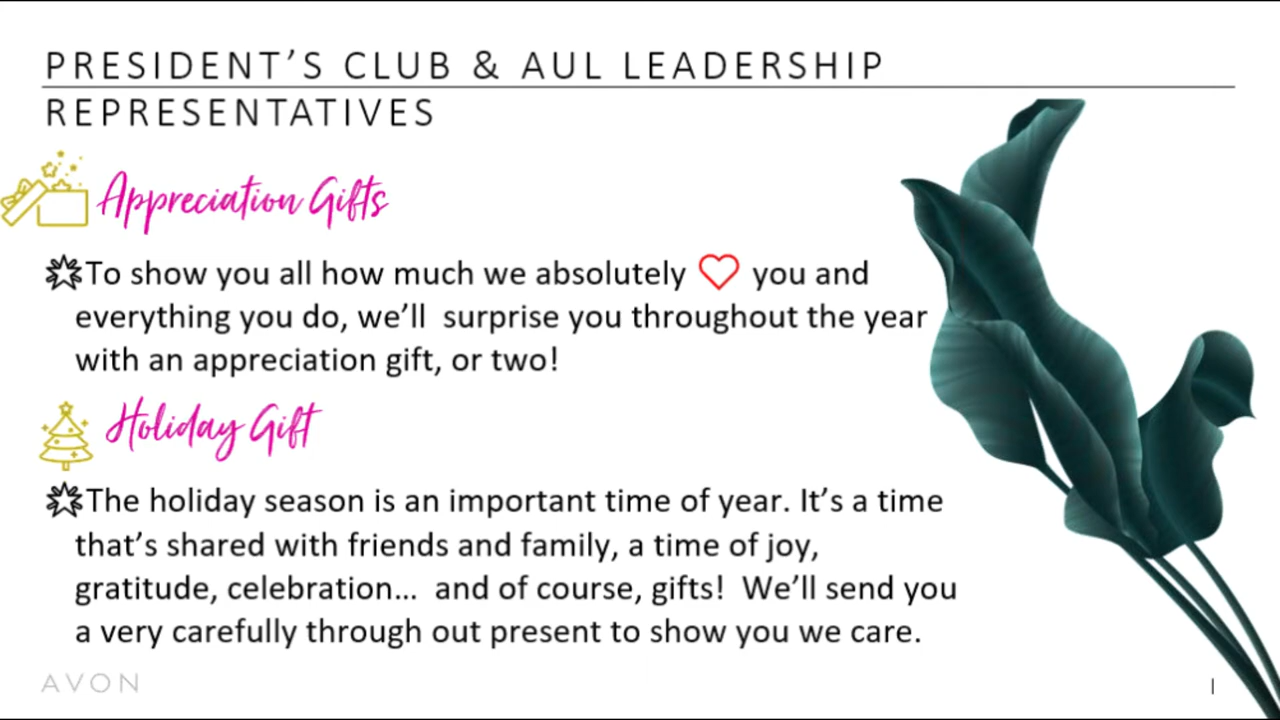 PRESIDENT’S CLUB & AUL LEADERSHIP
REPRESENTATIVES
Appreciation Gifts
To show you all how much we absolutely you and
everything you do, we’ll surprise you throughout the year
with an appreciation gift, or two!
Holiday Gift
The holiday season is an important time of year. It’s a time
that’s shared with friends and family, a time of joy,
gratitude, celebration… and of course, gifts! We’ll send you
a very carefully through out present to show you we care.
AVON